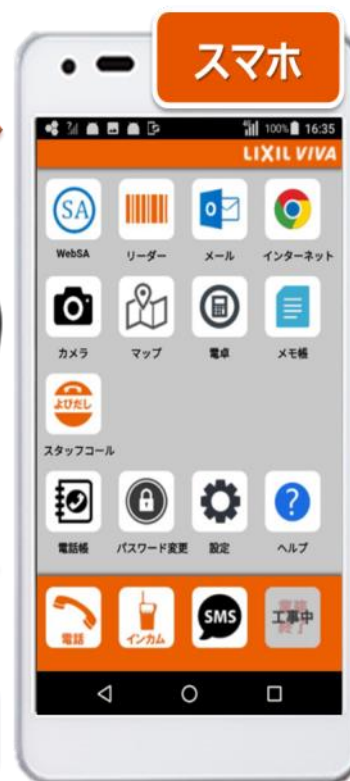 スマホ
4G 100% 16:35
LIXIL VIVA
SA
WebSA リーダー メール インターネット
カメラ マップ 電卓 メモ帳
よびだし
スタッフコール
電話帳 パスワード変更 設定 ヘルプ
電話 インカム SMS 工事中